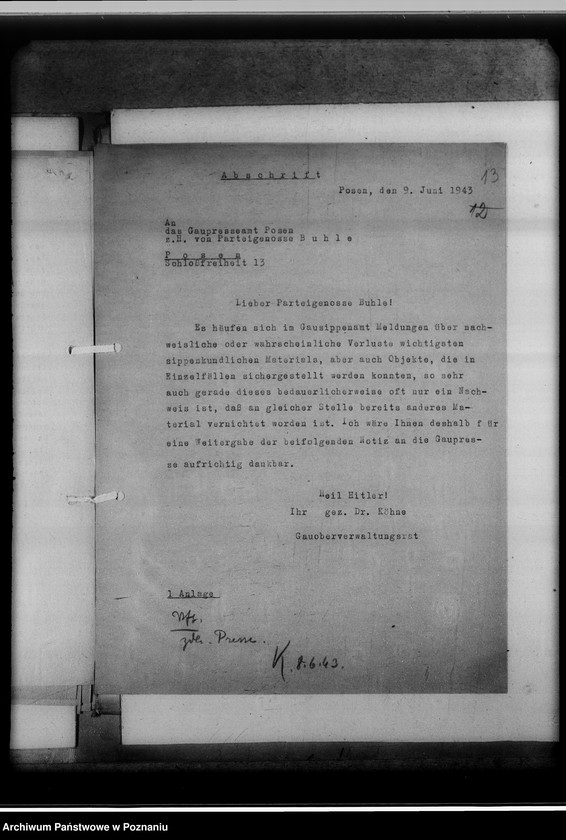 A b s c h r i f t
13
Posen, den 9. Juni 1943
12
An
das Gaupresseamt Posen
z.H. von Parteigenosse B u h l e
P o s e n
Schloßfreiheit 13
Lieber Parteigenosse Buhle!
Es häufen sich im Gausippenamt Meldungen über nach-
weisliche oder wahrscheinliche Verluste wichtigsten
sippenkundlichen Materials, aber auch Objekte, die in
Einzelfällen sichergestellt werden konnten, so sehr
auch gerade dieses bedauerlicherweise oft nur ein Nach-
weis ist, daß an gleicher Stelle bereits anderes Ma-
terial vernichtet worden ist. Ich wäre Ihnen deshalb für
eine Weitergabe der beifolgenden Notiz an die Gaupres-
se aufrichtig dankbar.
Heil Hitler!
Ihr gez. Dr. Kühne
Gauoberverwaltungsrat
1 Anlage
Vfg.
zdA. Presse.
K. 8.6.43.
Archiwum Państwowe w Poznaniu